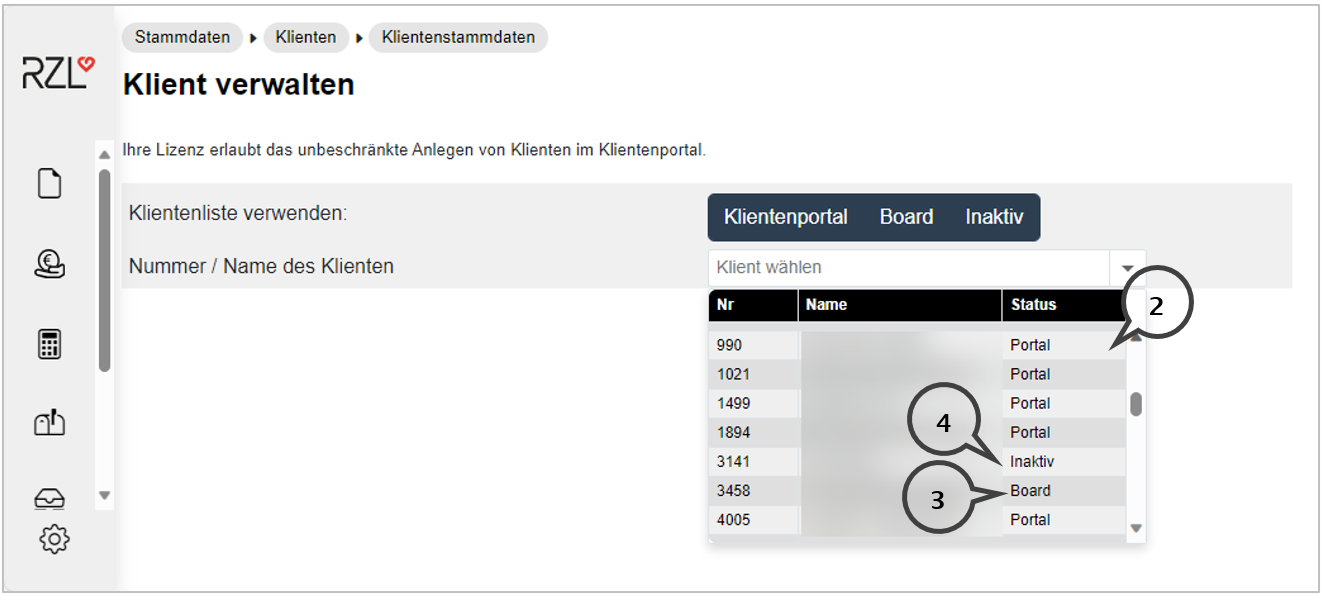 Stammdaten Klienten Klientenstammdaten
RZL
Klient verwalten
Ihre Lizenz erlaubt das unbeschränkte Anlegen von Klienten im Klientenportal.
Klientenliste verwenden: Klientenportal Board Inaktiv
Nummer / Name des Klienten Klient wählen
Nr Name Status 2
990 Portal
1021 Portal
1499 Portal
1894 Portal
4
3141 Inaktiv
3458 Board
3
4005 Portal